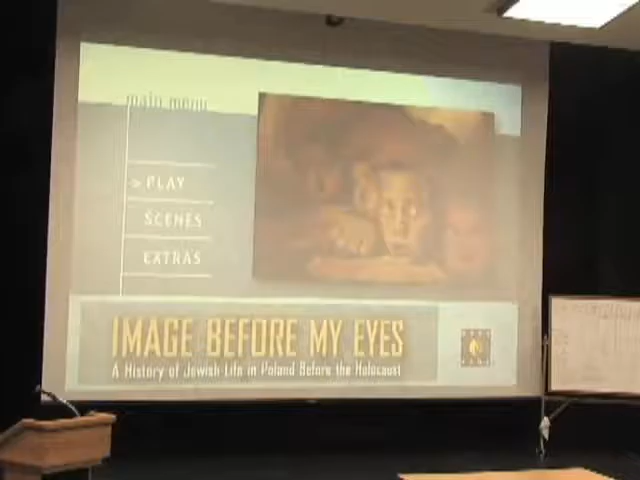 main menu
> PLAY
SCENES
EXTRAS
IMAGE BEFORE MY EYES
A History of Jewish Life in Poland Before the Holocaust